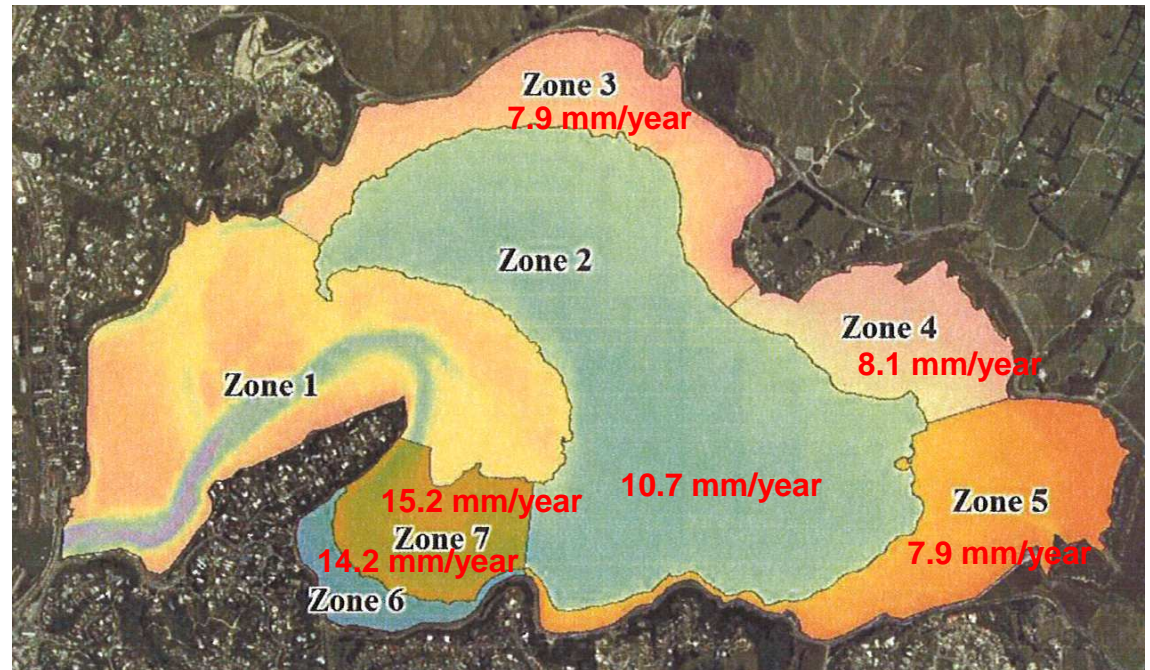 Zone 3
7.9 mm/year
Zone 2
Zone 4
8.1 mm/year
Zone 1
10.7 mm/year
15.2 mm/year
Zone 5
Zone 7
7.9 mm/year
14.2 mm/year
Zone 6